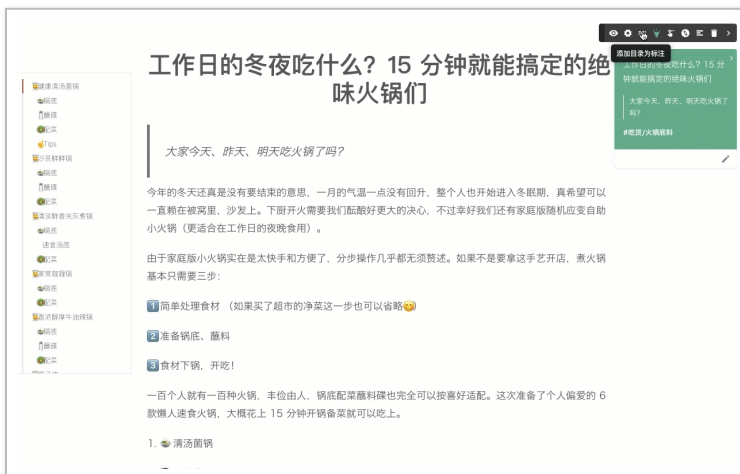 添加目录为标注
工作日的冬夜吃什么？15 分钟就能搞定的绝
味火锅们
工作日的冬夜吃什么？15 分
钟就能搞定的绝味火锅们
大家今天、昨天、明天吃火锅了
吗？
#吃货/火锅底料
健康清汤菌锅
锅底
蘸碟
配菜
Tips
沙茶鲜鲜锅
锅底
蘸碟
配菜
清淡鲜香关东煮锅
锅底
速食汤底
配菜
家常咖喱锅
锅底
配菜
香浓醇厚牛油辣锅
锅底
蘸碟
配菜
大家今天、昨天、明天吃火锅了吗？
今年的冬天还真是没有要结束的意思，一月的气温一点没有回升，整个人也开始进入冬眠期，真希望可以
一直赖在被窝里，沙发上。下厨开火需要我们酝酿好更大的决心，不过幸好我们还有家庭版随机应变自助
小火锅（更适合在工作日的夜晚食用）。
由于家庭版小火锅实在是太快手和方便了，分步操作几乎都无须赘述。如果不是要拿这手艺开店，煮火锅
基本只需要三步：
1 简单处理食材 （如果买了超市的净菜这一步也可以省略😋）
2 准备锅底、蘸料
3 食材下锅，开吃！
一百个人就有一百种火锅，丰俭由人，锅底配菜蘸料碟也完全可以按喜好适配。这次准备了个人偏爱的 6
款懒人速食火锅，大概花上 15 分钟开锅备菜就可以吃上。
1. 🍲 清汤菌锅